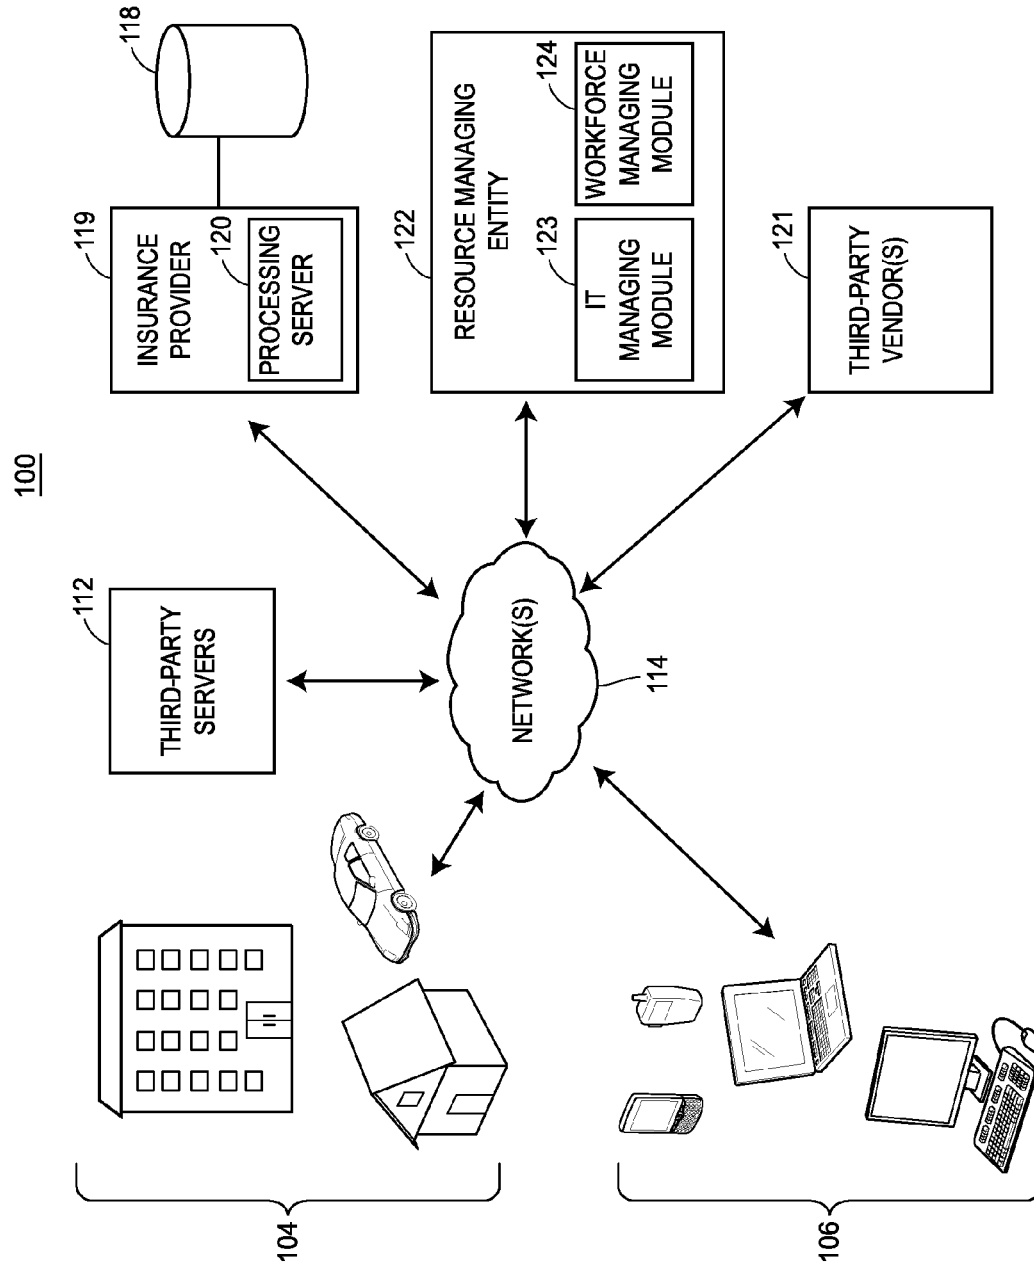 100
104
106
112
THIRD-PARTY
SERVERS
NETWORK(S)
114
118
119
INSURANCE
PROVIDER
120
PROCESSING
SERVER
122
RESOURCE MANAGING
ENTITY
123
IT
MANAGING
MODULE
124
WORKFORCE
MANAGING
MODULE
121
THIRD-PARTY
VENDOR(S)